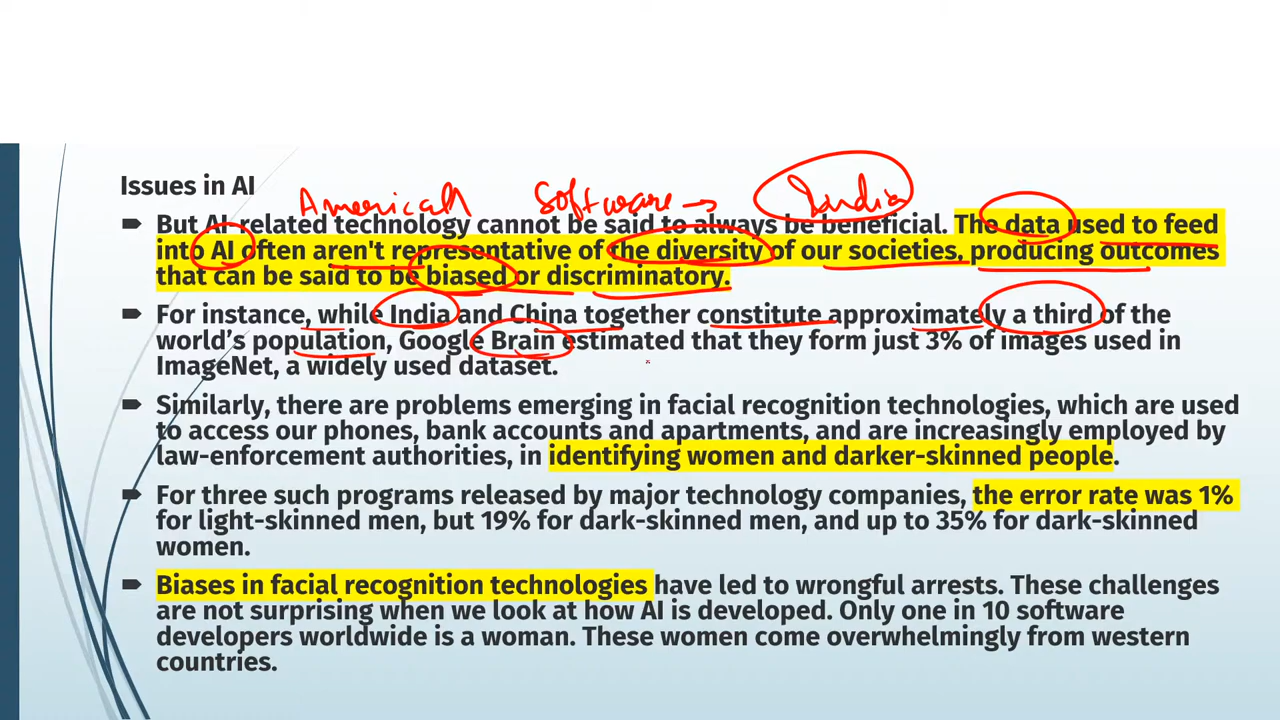 Issues in AI
American Software → India
But AI related technology cannot be said to always be beneficial. The data used to feed
into AI often aren't representative of the diversity of our societies, producing outcomes
that can be said to be biased or discriminatory.
For instance, while India and China together constitute approximately a third of the
world's population, Google Brain estimated that they form just 3% of images used in
ImageNet, a widely used dataset.
Similarly, there are problems emerging in facial recognition technologies, which are used
to access our phones, bank accounts and apartments, and are increasingly employed by
law-enforcement authorities, in identifying women and darker-skinned people.
For three such programs released by major technology companies, the error rate was 1%
for light-skinned men, but 19% for dark-skinned men, and up to 35% for dark-skinned
women.
Biases in facial recognition technologies have led to wrongful arrests. These challenges
are not surprising when we look at how AI is developed. Only one in 10 software
developers worldwide is a woman. These women come overwhelmingly from western
countries.